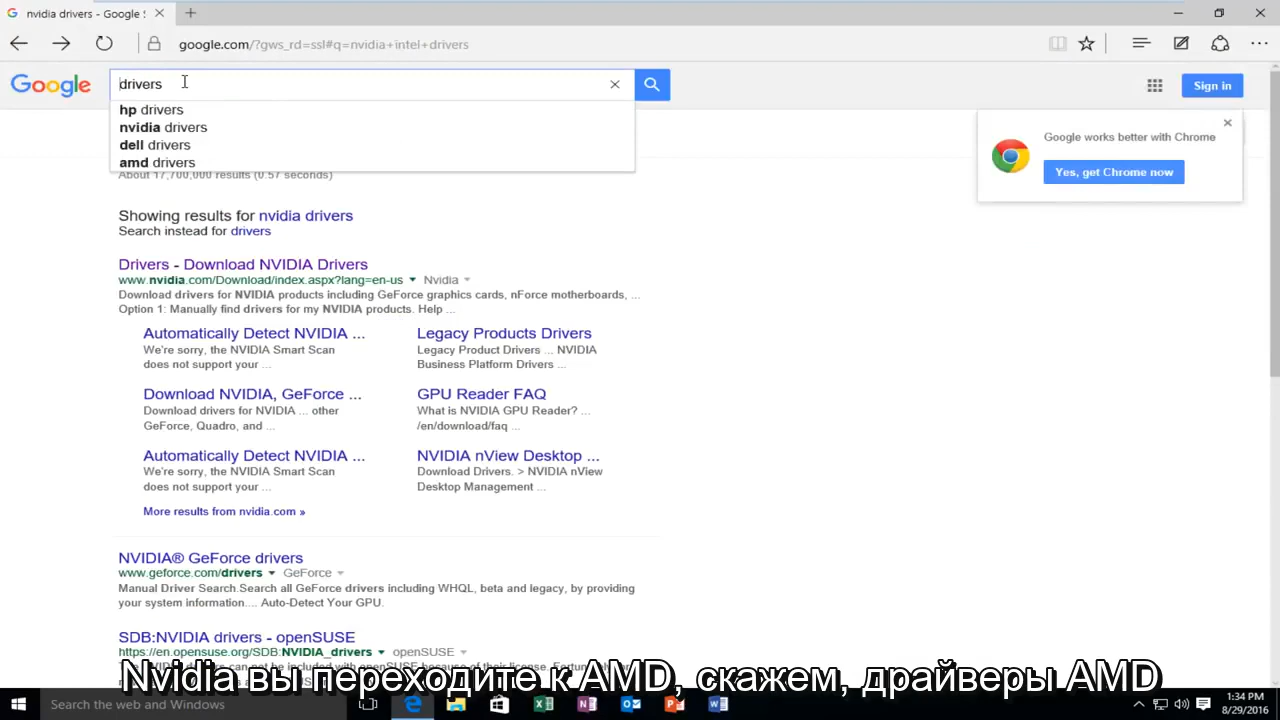 nvidia drivers - Google S
google.com/?gws_rd=ssl#q=nvidia+intel+drivers
Google
drivers
Sign in
hp drivers
nvidia drivers
dell drivers
amd drivers
Google works better with Chrome
Yes, get Chrome now
About 17,700,000 results (0.57 seconds)
Showing results for nvidia drivers
Search instead for drivers
Drivers - Download NVIDIA Drivers
www.nvidia.com/Download/index.aspx?lang=en-us Nvidia
Download drivers for NVIDIA products including GeForce graphics cards, nForce motherboards, ...
Option 1: Manually find drivers for my NVIDIA products. Help ...
Automatically Detect NVIDIA ...
We're sorry, the NVIDIA Smart Scan
does not support your ...
Legacy Products Drivers
Legacy Product Drivers ... NVIDIA
Business Platform Drivers ...
Download NVIDIA, GeForce ...
Download drivers for NVIDIA ... other
GeForce, Quadro, and ...
GPU Reader FAQ
What is NVIDIA GPU Reader? ...
/en/download/faq ...
Automatically Detect NVIDIA ...
We're sorry, the NVIDIA Smart Scan
does not support your ...
NVIDIA nView Desktop ...
Download Drivers. > NVIDIA nView
Desktop Management ...
More results from nvidia.com »
NVIDIA® GeForce drivers
www.geforce.com/drivers GeForce
Manual Driver Search.Search all GeForce drivers including WHQL, beta and legacy, by providing
your system information.... Auto-Detect Your GPU.
SDB:NVIDIA drivers - openSUSE
https://en.opensuse.org/SDB:NVIDIA_drivers openSUSE
Nvidia вы переходите к AMD, скажем, драйверы AMD
Search the web and Windows
1:34 PM
8/29/2016